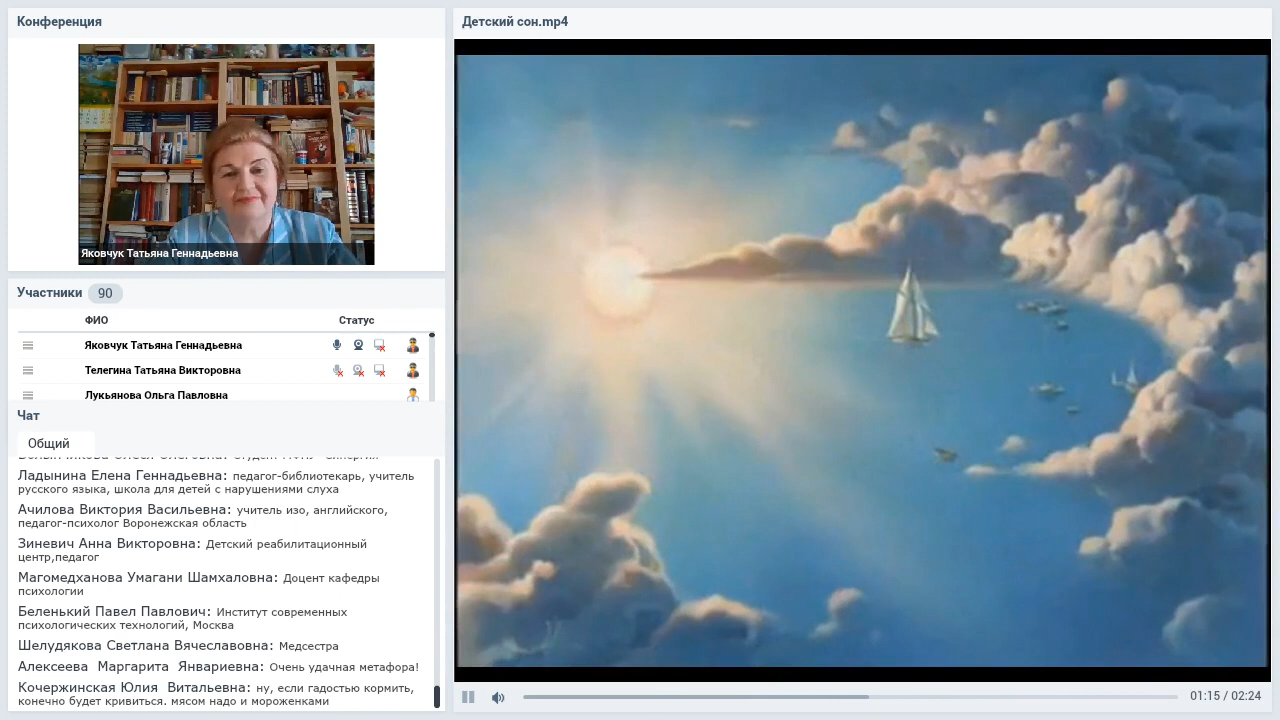 Конференция
Яковчук Татьяна Геннадьевна
Участники 90
ФИО Статус
Яковчук Татьяна Геннадьевна
Телегина Татьяна Викторовна
Лукьянова Ольга Павловна
Чат
Общий
Ладынина Елена Геннадьевна: педагог-библиотекарь, учитель
русского языка, школа для детей с нарушениями слуха
Ачилова Виктория Васильевна: учитель изо, английского,
педагог-психолог Воронежская область
Зиневич Анна Викторовна: Детский реабилитационный
центр,педагог
Магомедханова Умагани Шамхаловна: Доцент кафедры
психологии
Беленький Павел Павлович: Институт современных
психологических технологий, Москва
Шелудякова Светлана Вячеславовна: Медсестра
Алексеева Маргарита Январиевна: Очень удачная метафора!
Кочержинская Юлия Витальевна: ну, если гадостью кормить,
конечно будет кривиться. мясом надо и мороженками
Детский сон.mp4
01:15 / 02:24